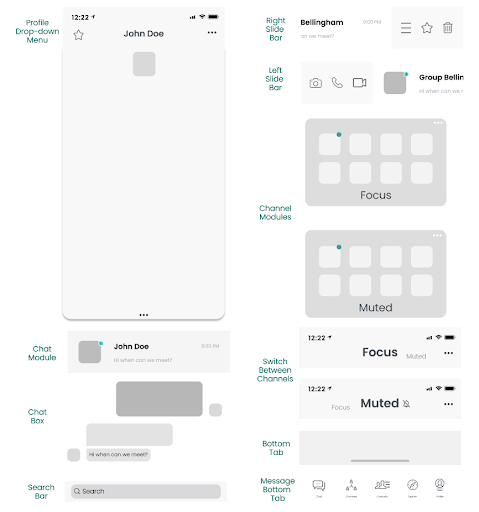 Profile
Drop-down
Menu
12:22
John Doe
Chat
Module
John Doe
9:00 PM
Hi when can we meet?
Chat
Box
Hi when can we meet?
Search
Bar
Search
Right
Slide
Bar
Bellingham
9:00 PM
an we meet?
Left
Slide
Bar
Group Bellin
Hi when can we m
Channel
Modules
Focus
Muted
Switch
Between
Channels
12:22
Focus Muted
12:22
Focus Muted
Bottom
Tab
Message
Bottom
Tab
Chat Channels Contacts Explore Profile